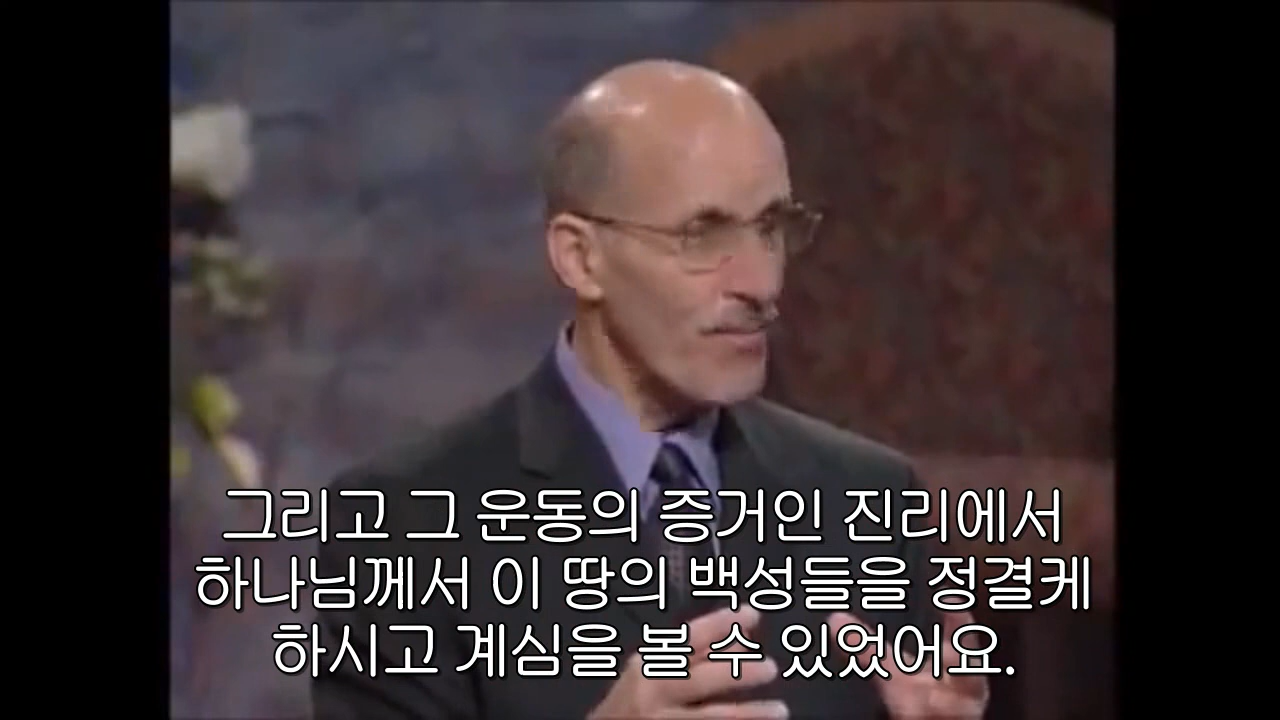 그리고 그 운동의 증거인 진리에서
하나님께서 이 땅의 백성들을 정결케
하시고 계심을 볼 수 있었어요.